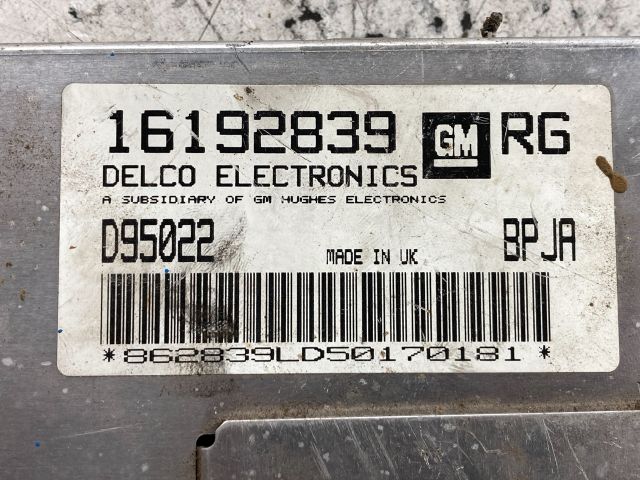 16192839 GM RG
DELCO ELECTRONICS
A SUBSIDIARY OF GM HUGHES ELECTRONICS
D95022 MADE IN UK BPJA
*862839LD50170181*